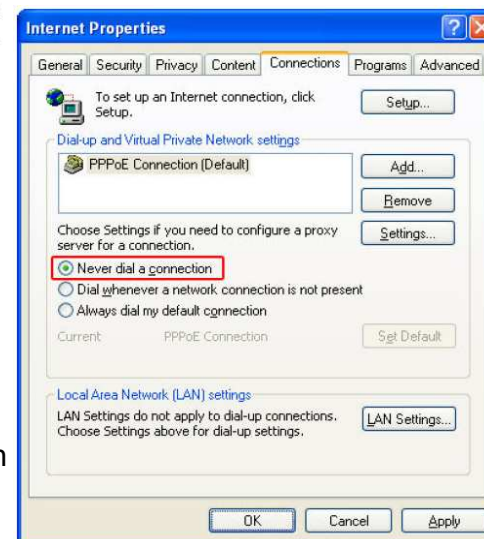 Internet Properties
General Security Privacy Content Connections Programs Advanced
To set up an Internet connection, click
Setup.
Setup...
Dial-up and Virtual Private Network settings
PPPoE Connection (Default)
Add...
Remove
Choose Settings if you need to configure a proxy
server for a connection.
Settings...
Never dial a connection
Dial whenever a network connection is not present
Always dial my default connection
Current PPPoE Connection Set Default
Local Area Network (LAN) settings
LAN Settings do not apply to dial-up connections.
Choose Settings above for dial-up settings.
LAN Settings...
OK Cancel Apply